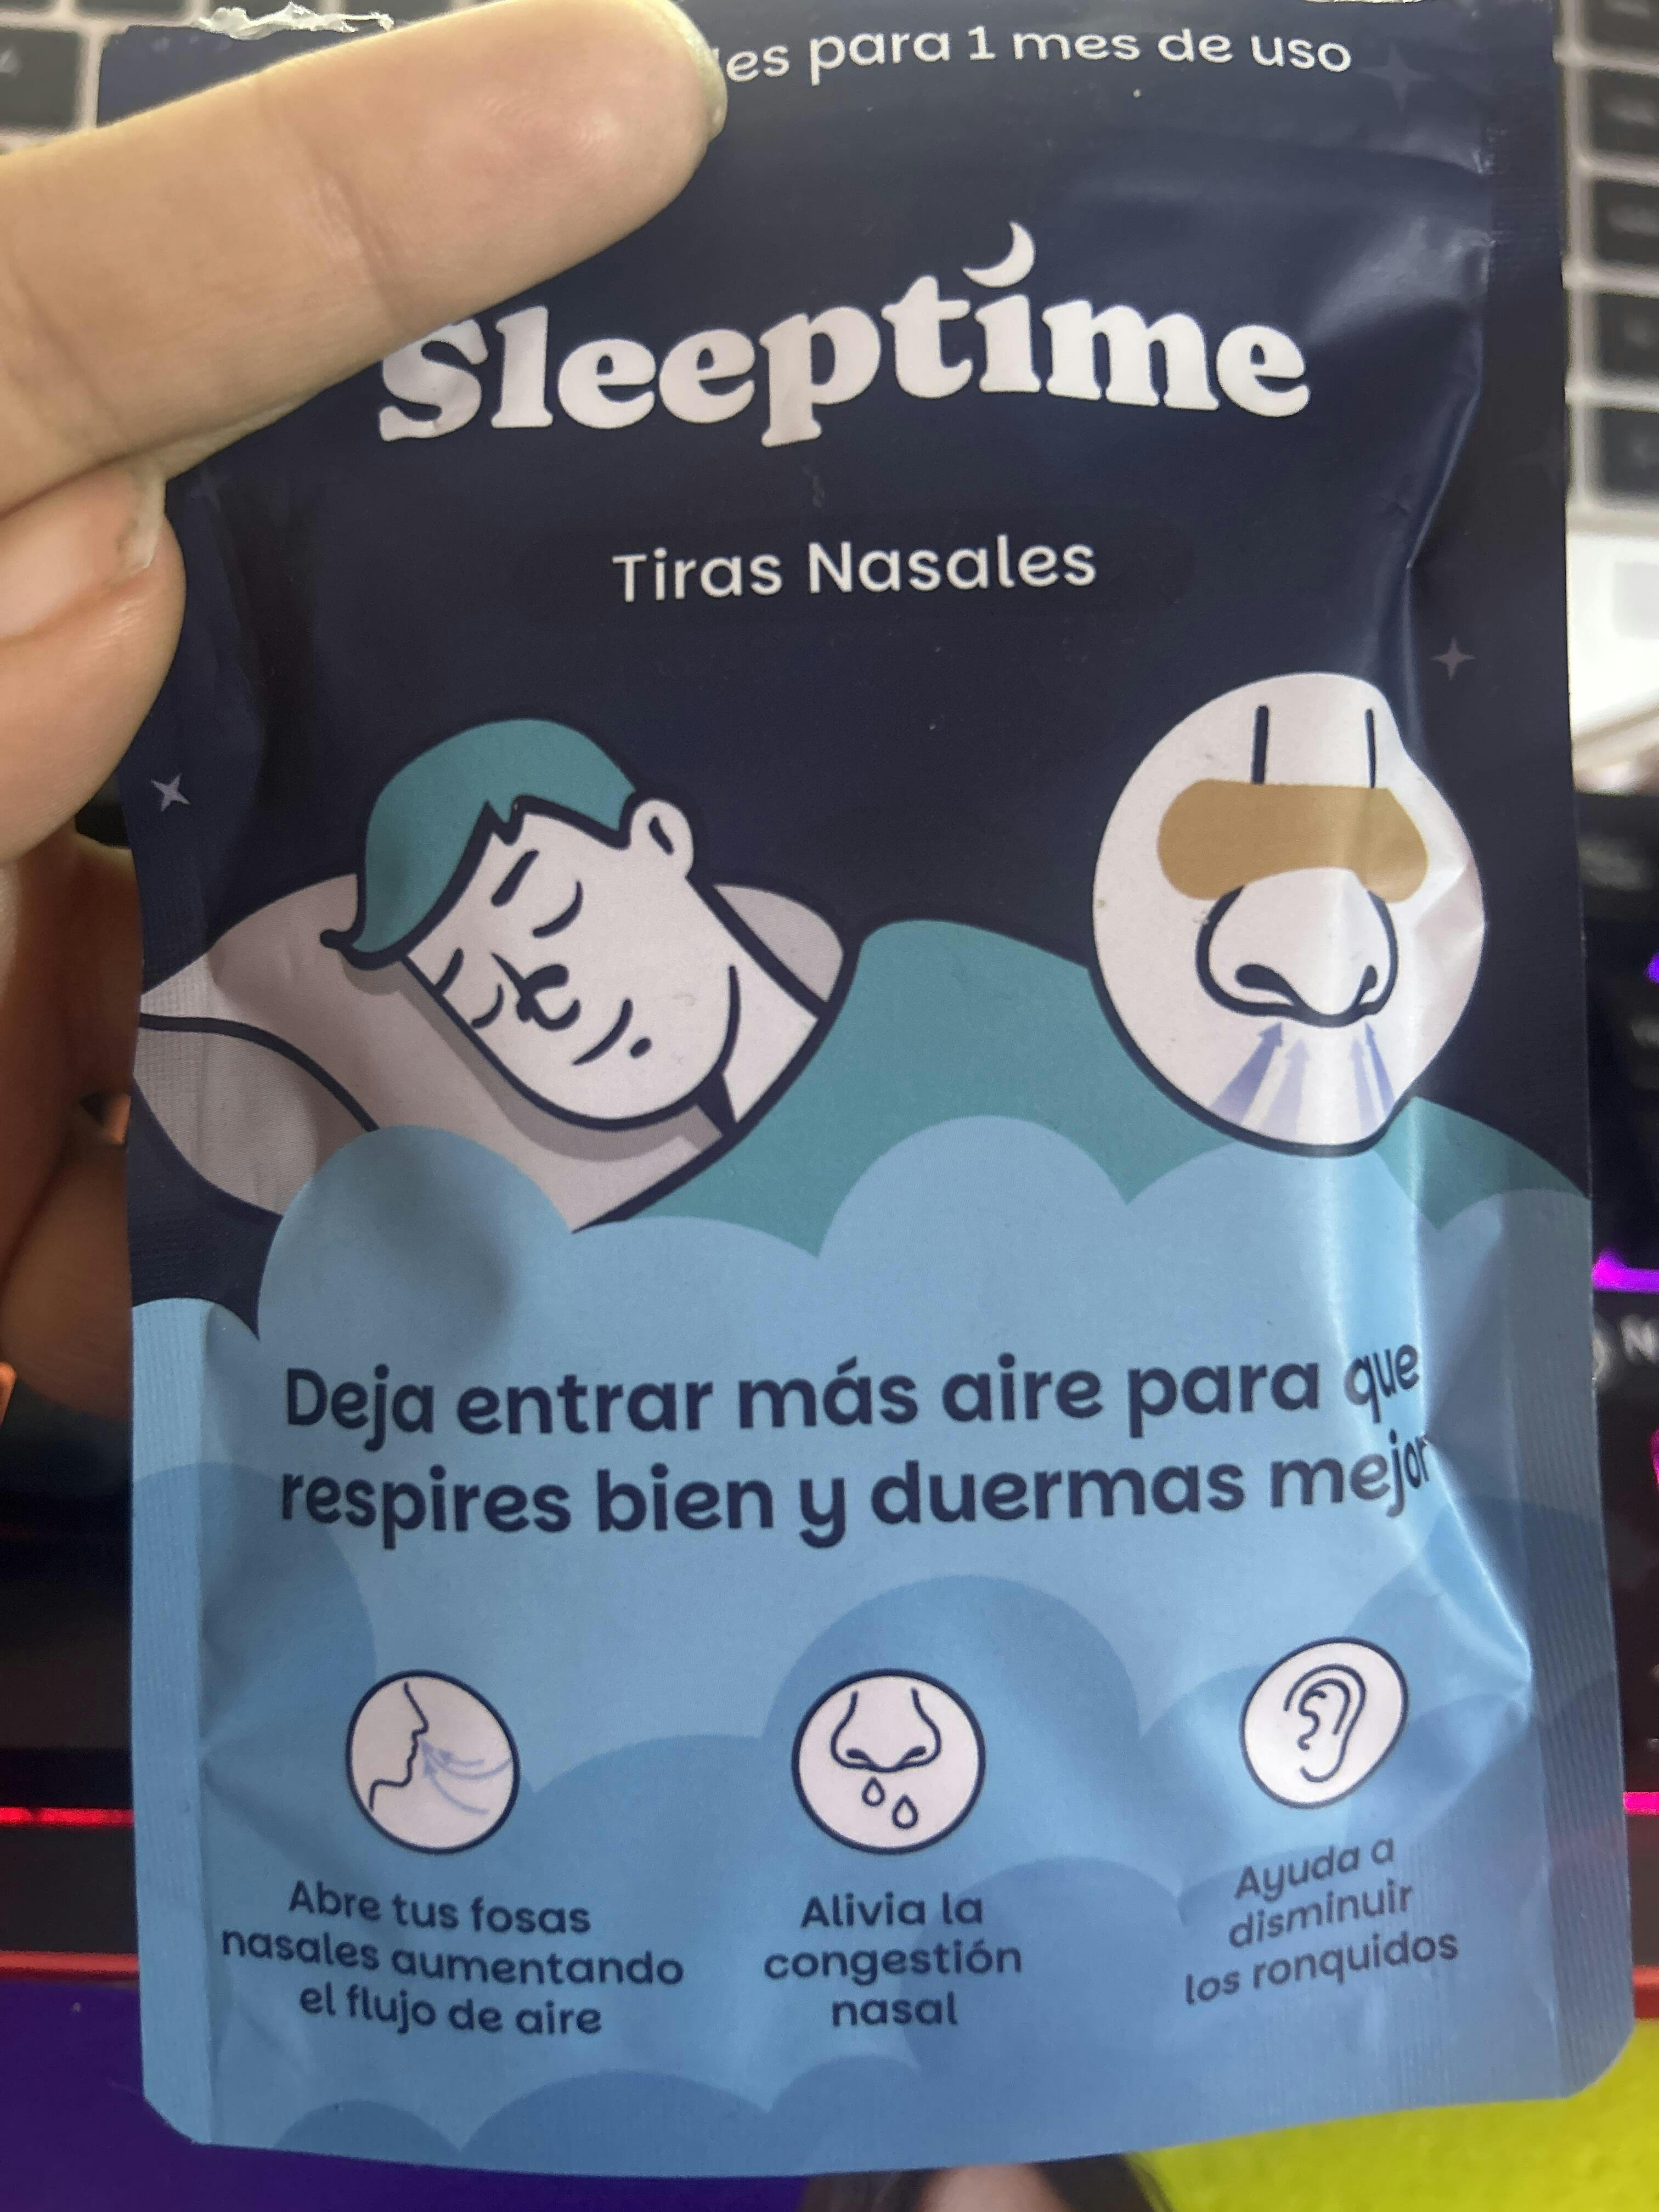 para 1 mes de uso
Sleeptime
Tiras Nasales
Deja entrar más aire para que
respires bien y duermas mejor
Abre tus fosas
nasales aumentando
el flujo de aire
Alivia la
congestión
nasal
Ayuda a
disminuir
los ronquidos